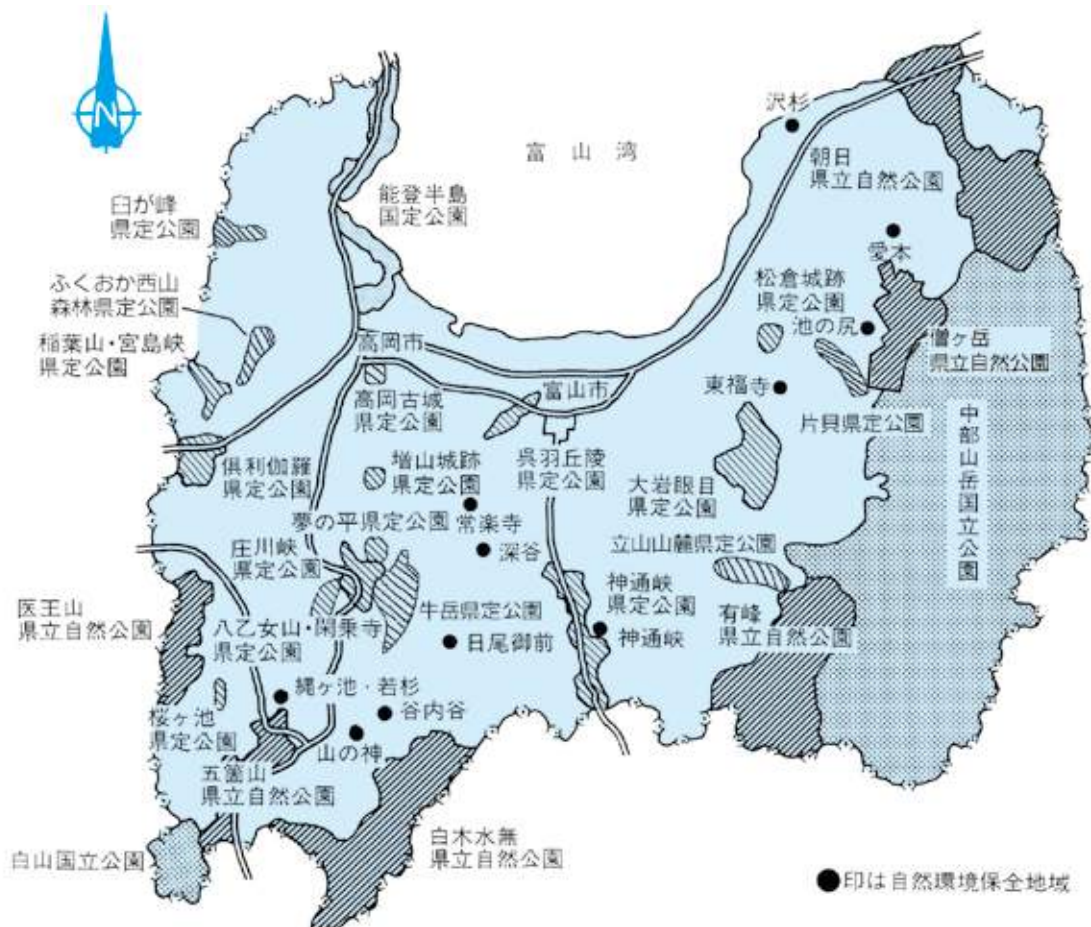 N
沢杉
富山湾
朝日
県立自然公園
能登半島
国定公園
臼が峰
県定公園
愛本
ふくおか西山
森林県定公園
松倉城跡
県定公園
池の尻
稲葉山・宮島峡
県定公園
高岡市
僧ヶ岳
県立自然公園
富山市
東福寺
高岡古城
県定公園
片貝県定公園
中部山岳国立公園
倶利伽羅
県定公園
増山城跡
県定公園
呉羽丘陵
県定公園
大岩眼目
県定公園
夢の平県定公園
常楽寺
庄川峡
県定公園
深谷
立山山麓県定公園
医王山
県立自然公園
神通峡
県定公園
牛岳県定公園
有峰
県立自然公園
八乙女山・閑乗寺
県定公園
日尾御前
神通峡
縄ヶ池・若杉
谷内谷
桜ヶ池
県定公園
山の神
五箇山
県立自然公園
白山国立公園
白木水無
県立自然公園
●印は自然環境保全地域